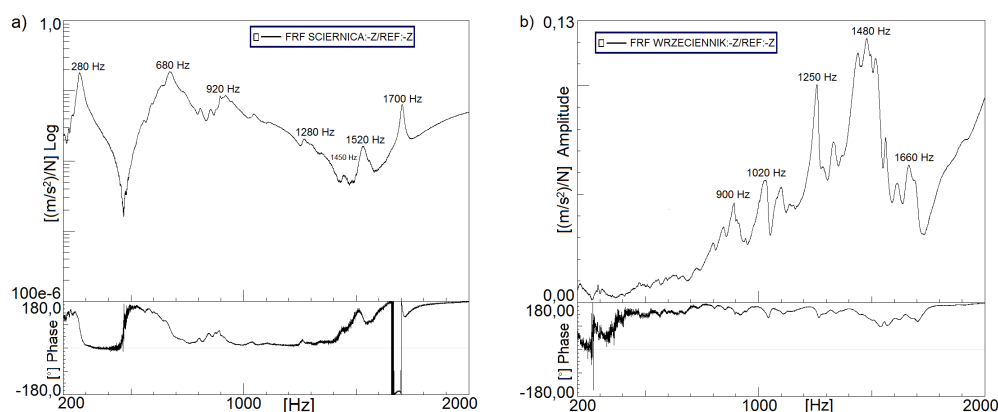 a)
1,0
FRF SCIERNICA:-Z/REF:-Z
280 Hz
680 Hz
920 Hz
1280 Hz
1450 Hz
1520 Hz
1700 Hz
[(m/s²)/N] Log
100e-6
180,0
[°] Phase
-180,0
200
1000
[Hz]
2000
b)
0,13
FRF WRZECIENNIK:-Z/REF:-Z
1480 Hz
1250 Hz
1020 Hz
900 Hz
1660 Hz
[(m/s²)/N] Amplitude
0,00
180,00
[°] Phase
-180,00
200
1000
[Hz]
2000